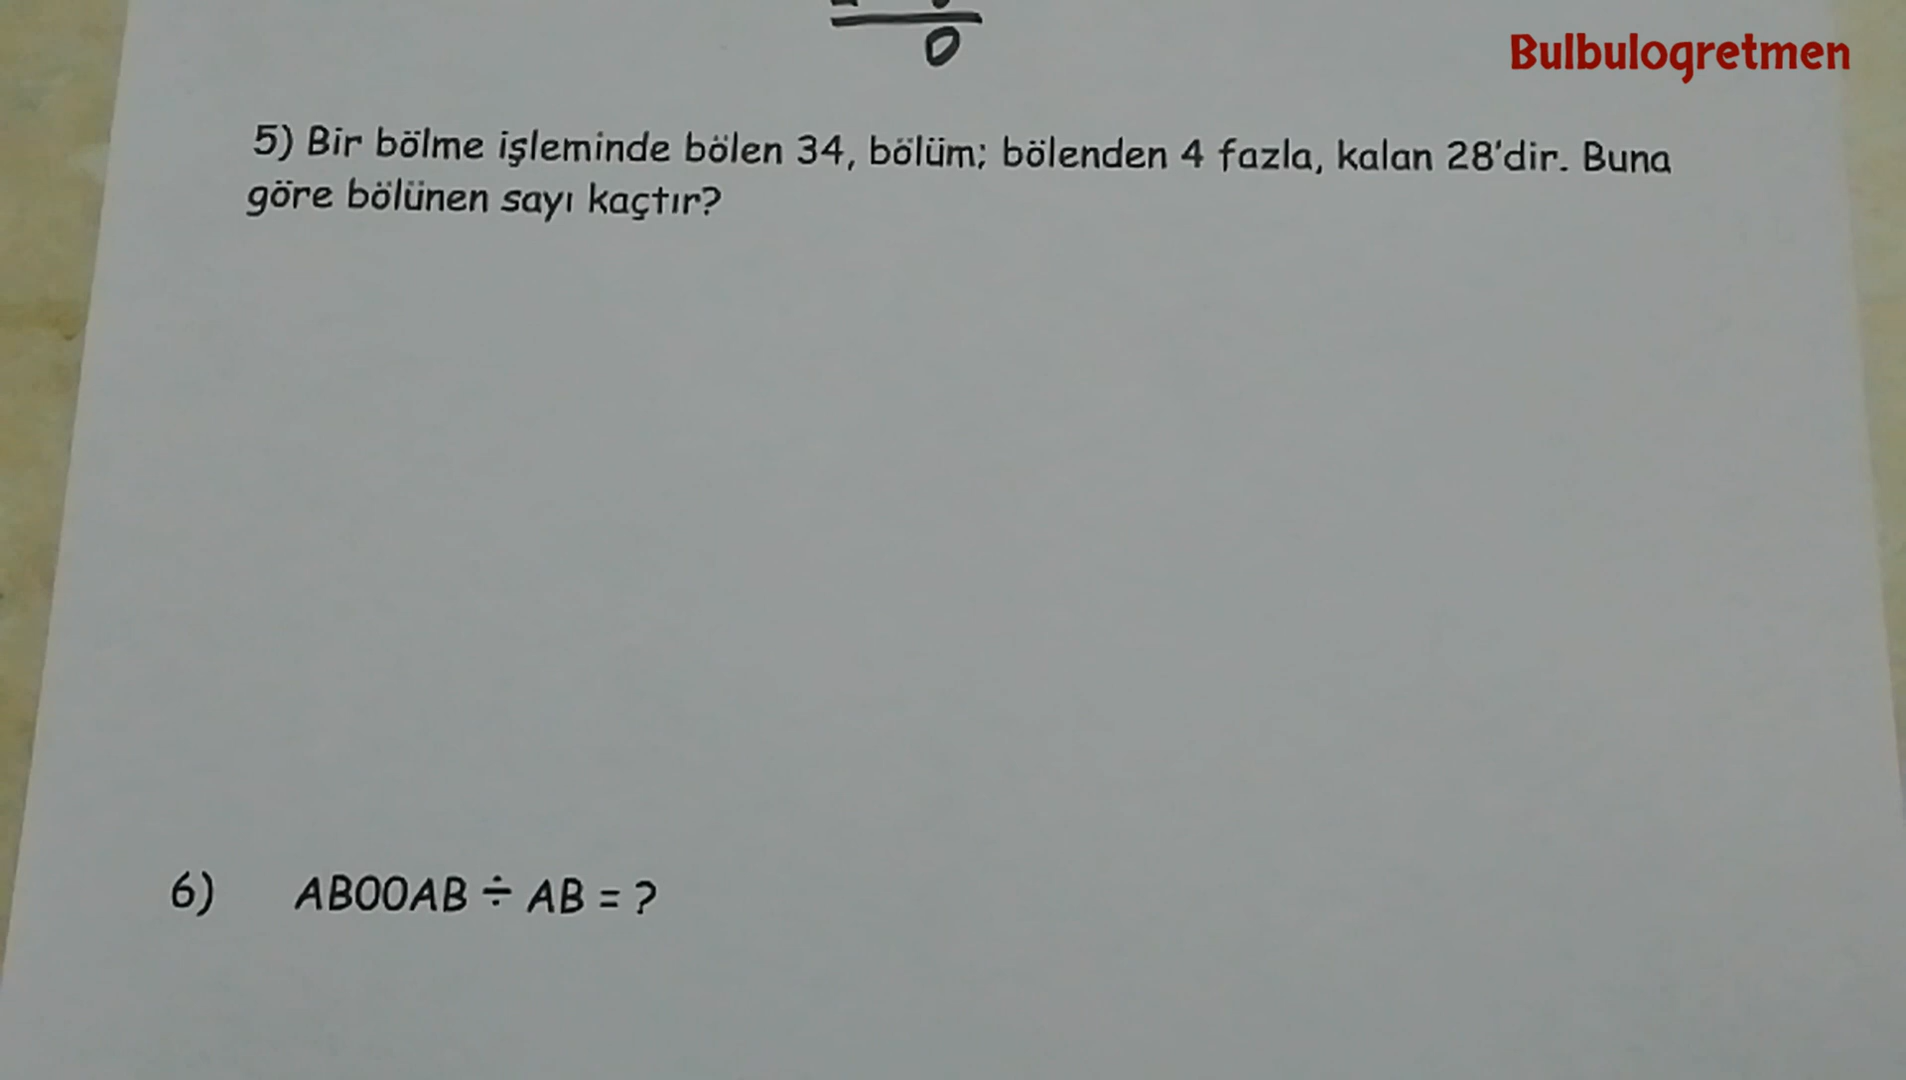 0
Bulbulogretmen
5) Bir bölme işleminde bölen 34, bölüm; bölenden 4 fazla, kalan 28'dir. Buna
göre bölünen sayı kaçtır?
6) AB00AB ÷ AB = ?